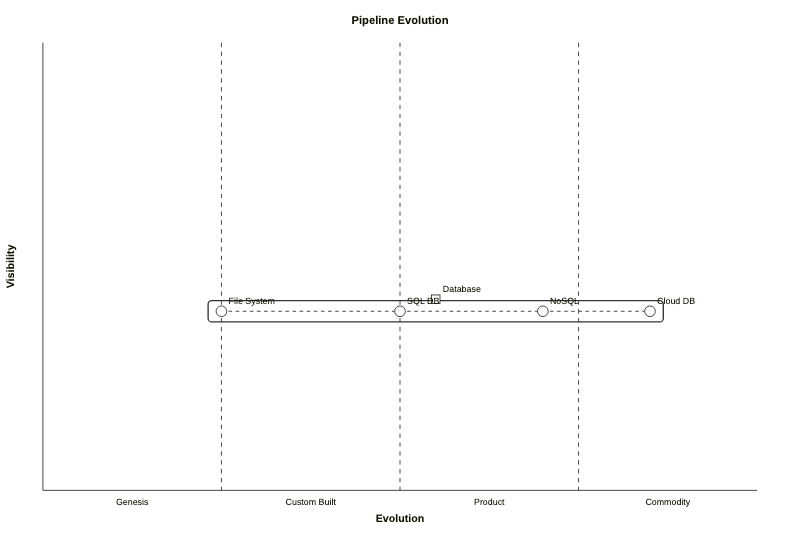 Pipeline Evolution
Visibility
Database
File System
SQL DB
NoSQL
Cloud DB
Genesis
Custom Built
Product
Commodity
Evolution